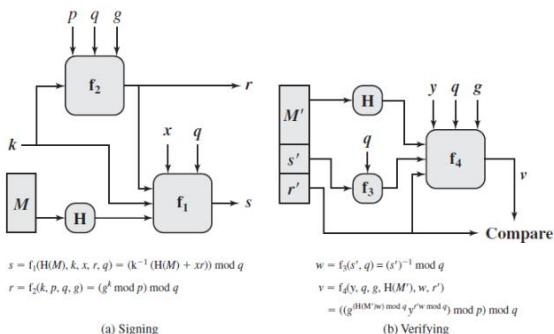 p q g
f₂
r
x q
k
f₁
s
M
H
s = f₁(H(M), k, x, r, q) = (k⁻¹ (H(M) + xr)) mod q
r = f₂(k, p, q, g) = (gᵏ mod p) mod q
(a) Signing
y q g
M′
H
q
s′
f₃
f₄
r′
v
Compare
w = f₃(s′, q) = (s′)⁻¹ mod q
v = f₄(y, q, g, H(M′), w, r′)
= ((g^(H(M′)w) mod q y^r′w mod q) mod p) mod q
(b) Verifying